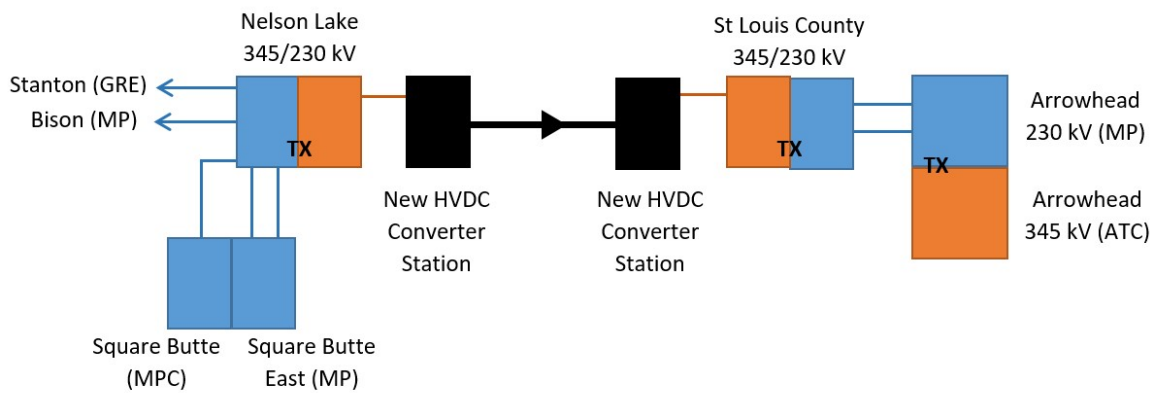 Nelson Lake
345/230 kV
St Louis County
345/230 kV
Stanton (GRE)
Bison (MP)
TX
TX
TX
Arrowhead
230 kV (MP)
Arrowhead
345 kV (ATC)
New HVDC
Converter
Station
New HVDC
Converter
Station
Square Butte
(MPC)
Square Butte
East (MP)